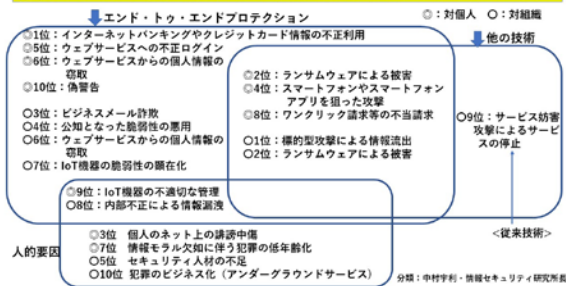 エンド・トゥ・エンドプロテクション
◎：対個人　〇：対組織
◎1位：インターネットバンキングやクレジットカード情報の不正利用
◎5位：ウェブサービスへの不正ログイン
◎6位：ウェブサービスからの個人情報の
窃取
◎10位：偽警告
〇3位：ビジネスメール詐欺
〇4位：公知となった脆弱性の悪用
〇6位：ウェブサービスからの個人情報の
窃取
〇7位：IoT機器の脆弱性の顕在化
他の技術
◎2位：ランサムウェアによる被害
◎4位：スマートフォンやスマートフォン
アプリを狙った攻撃
◎8位：ワンクリック請求等の不当請求
〇1位：標的型攻撃による情報流出
〇2位：ランサムウェアによる被害
〇9位：サービス妨害
攻撃によるサービ
スの停止
<従来技術>
◎9位：IoT機器の不適切な管理
〇8位：内部不正による情報漏洩
人的要因
◎3位　個人のネット上の誹謗中傷
◎7位　情報モラル欠如に伴う犯罪の低年齢化
〇5位　セキュリティ人材の不足
〇10位　犯罪のビジネス化（アンダーグラウンドサービス）
分類：中村宇利・情報セキュリティ研究所長